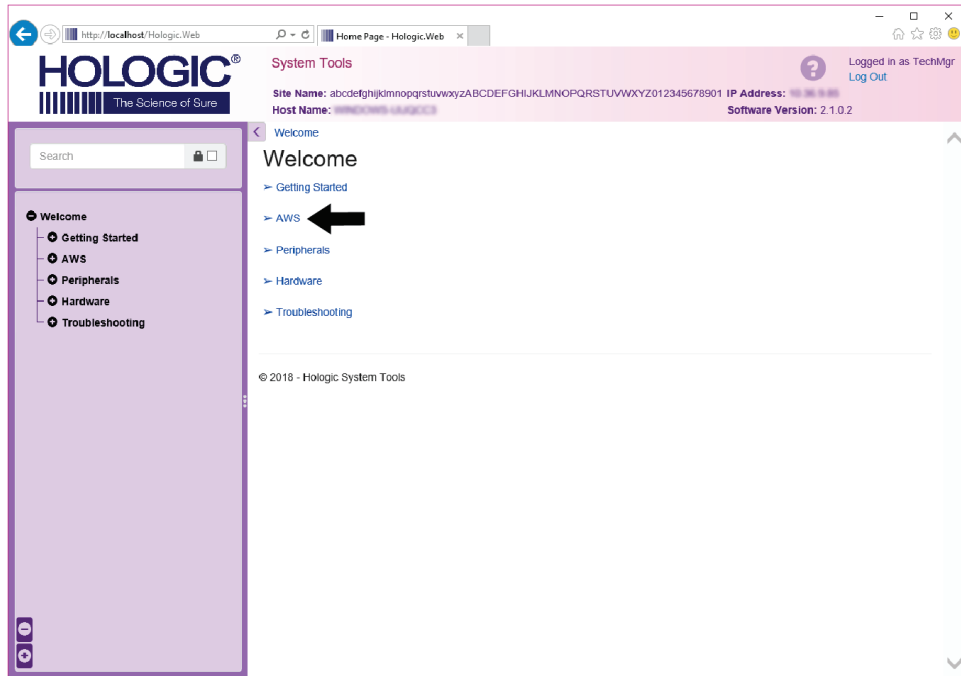 http://localhost/Hologic.Web
Home Page - Hologic.Web
HOLOGIC®
The Science of Sure
System Tools
Logged in as TechMgr
Log Out
Site Name: abcdefghijklmnopqrstuvwxyzABCDEFGHIJKLMNOPQRSTUVWXYZ012345678901 IP Address:
Host Name:
Software Version: 2.1.0.2
Search
Welcome
Getting Started
AWS
Peripherals
Hardware
Troubleshooting
Welcome
Welcome
➢ Getting Started
➢ AWS
➢ Peripherals
➢ Hardware
➢ Troubleshooting
© 2018 - Hologic System Tools